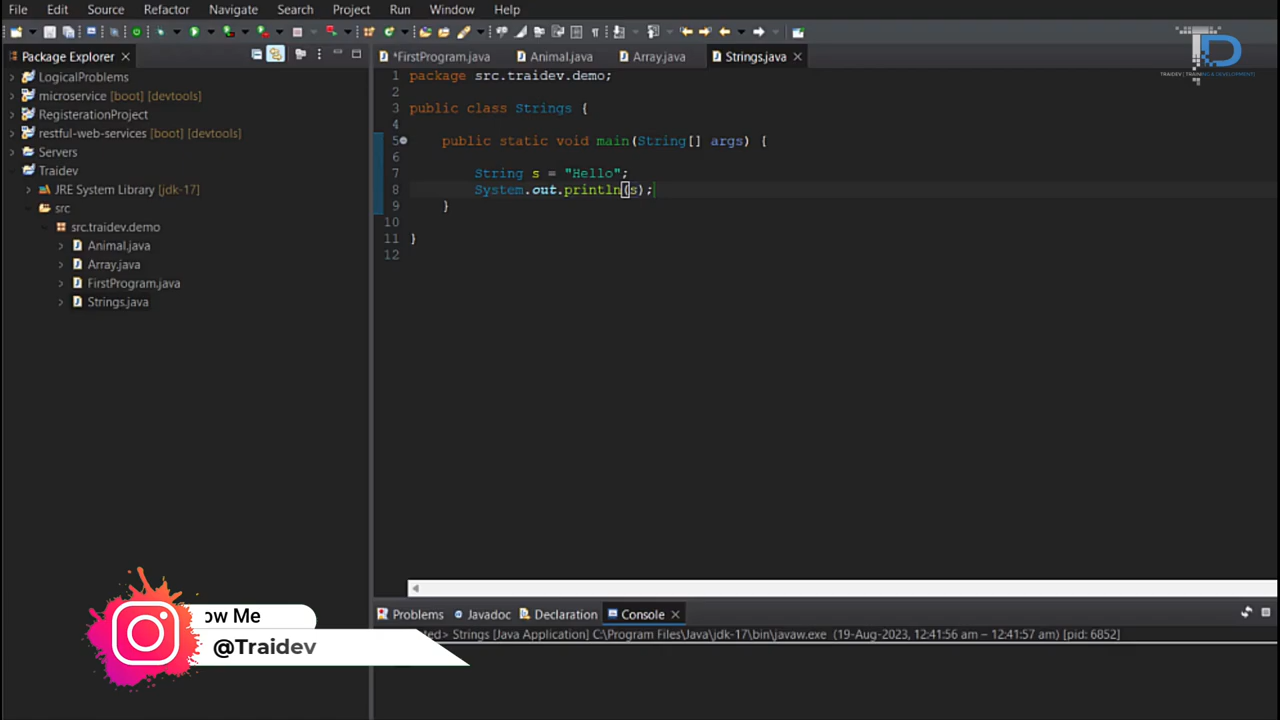 File Edit Source Refactor Navigate Search Project Run Window Help
Package Explorer
*FirstProgram.java Animal.java Array.java Strings.java
TD
TRAIDEV | TRAINING & DEVELOPMENT
LogicalProblems
microservice [boot] [devtools]
RegisterationProject
restful-web-services [boot] [devtools]
Servers
Traidev
JRE System Library [jdk-17]
src
src.traidev.demo
Animal.java
Array.java
FirstProgram.java
Strings.java
1 package src.traidev.demo;
2
3 public class Strings {
4
5 public static void main(String[] args) {
6
7 String s = "Hello";
8 System.out.println(s);
9 }
10
11 }
12
Problems Javadoc Declaration Console
Strings [Java Application] C:\Program Files\Java\jdk-17\bin\javaw.exe (19-Aug-2023, 12:41:56 am – 12:41:57 am) [pid: 6852]
ow Me
@Traidev